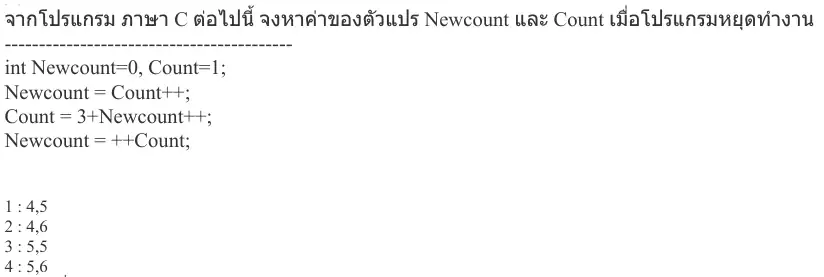 จากโปรแกรม ภาษา C ต่อไปนี้ จงหาค่าของตัวแปร Newcount และ Count เมื่อโปรแกรมหยุดทำงาน
------------------------------------------
int Newcount=0, Count=1;
Newcount = Count++;
Count = 3+Newcount++;
Newcount = ++Count;
1 : 4,5
2 : 4,6
3 : 5,5
4 : 5,6